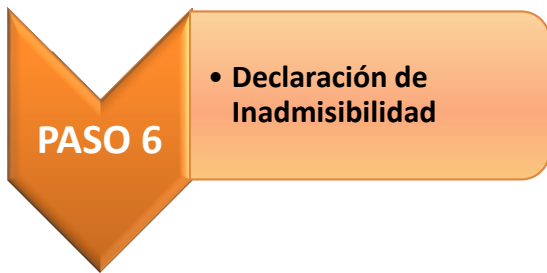 PASO 6
• Declaración de
Inadmisibilidad